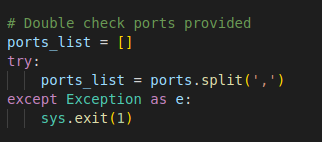 # Double check ports provided
ports_list = []
try:
    ports_list = ports.split(',')
except Exception as e:
    sys.exit(1)